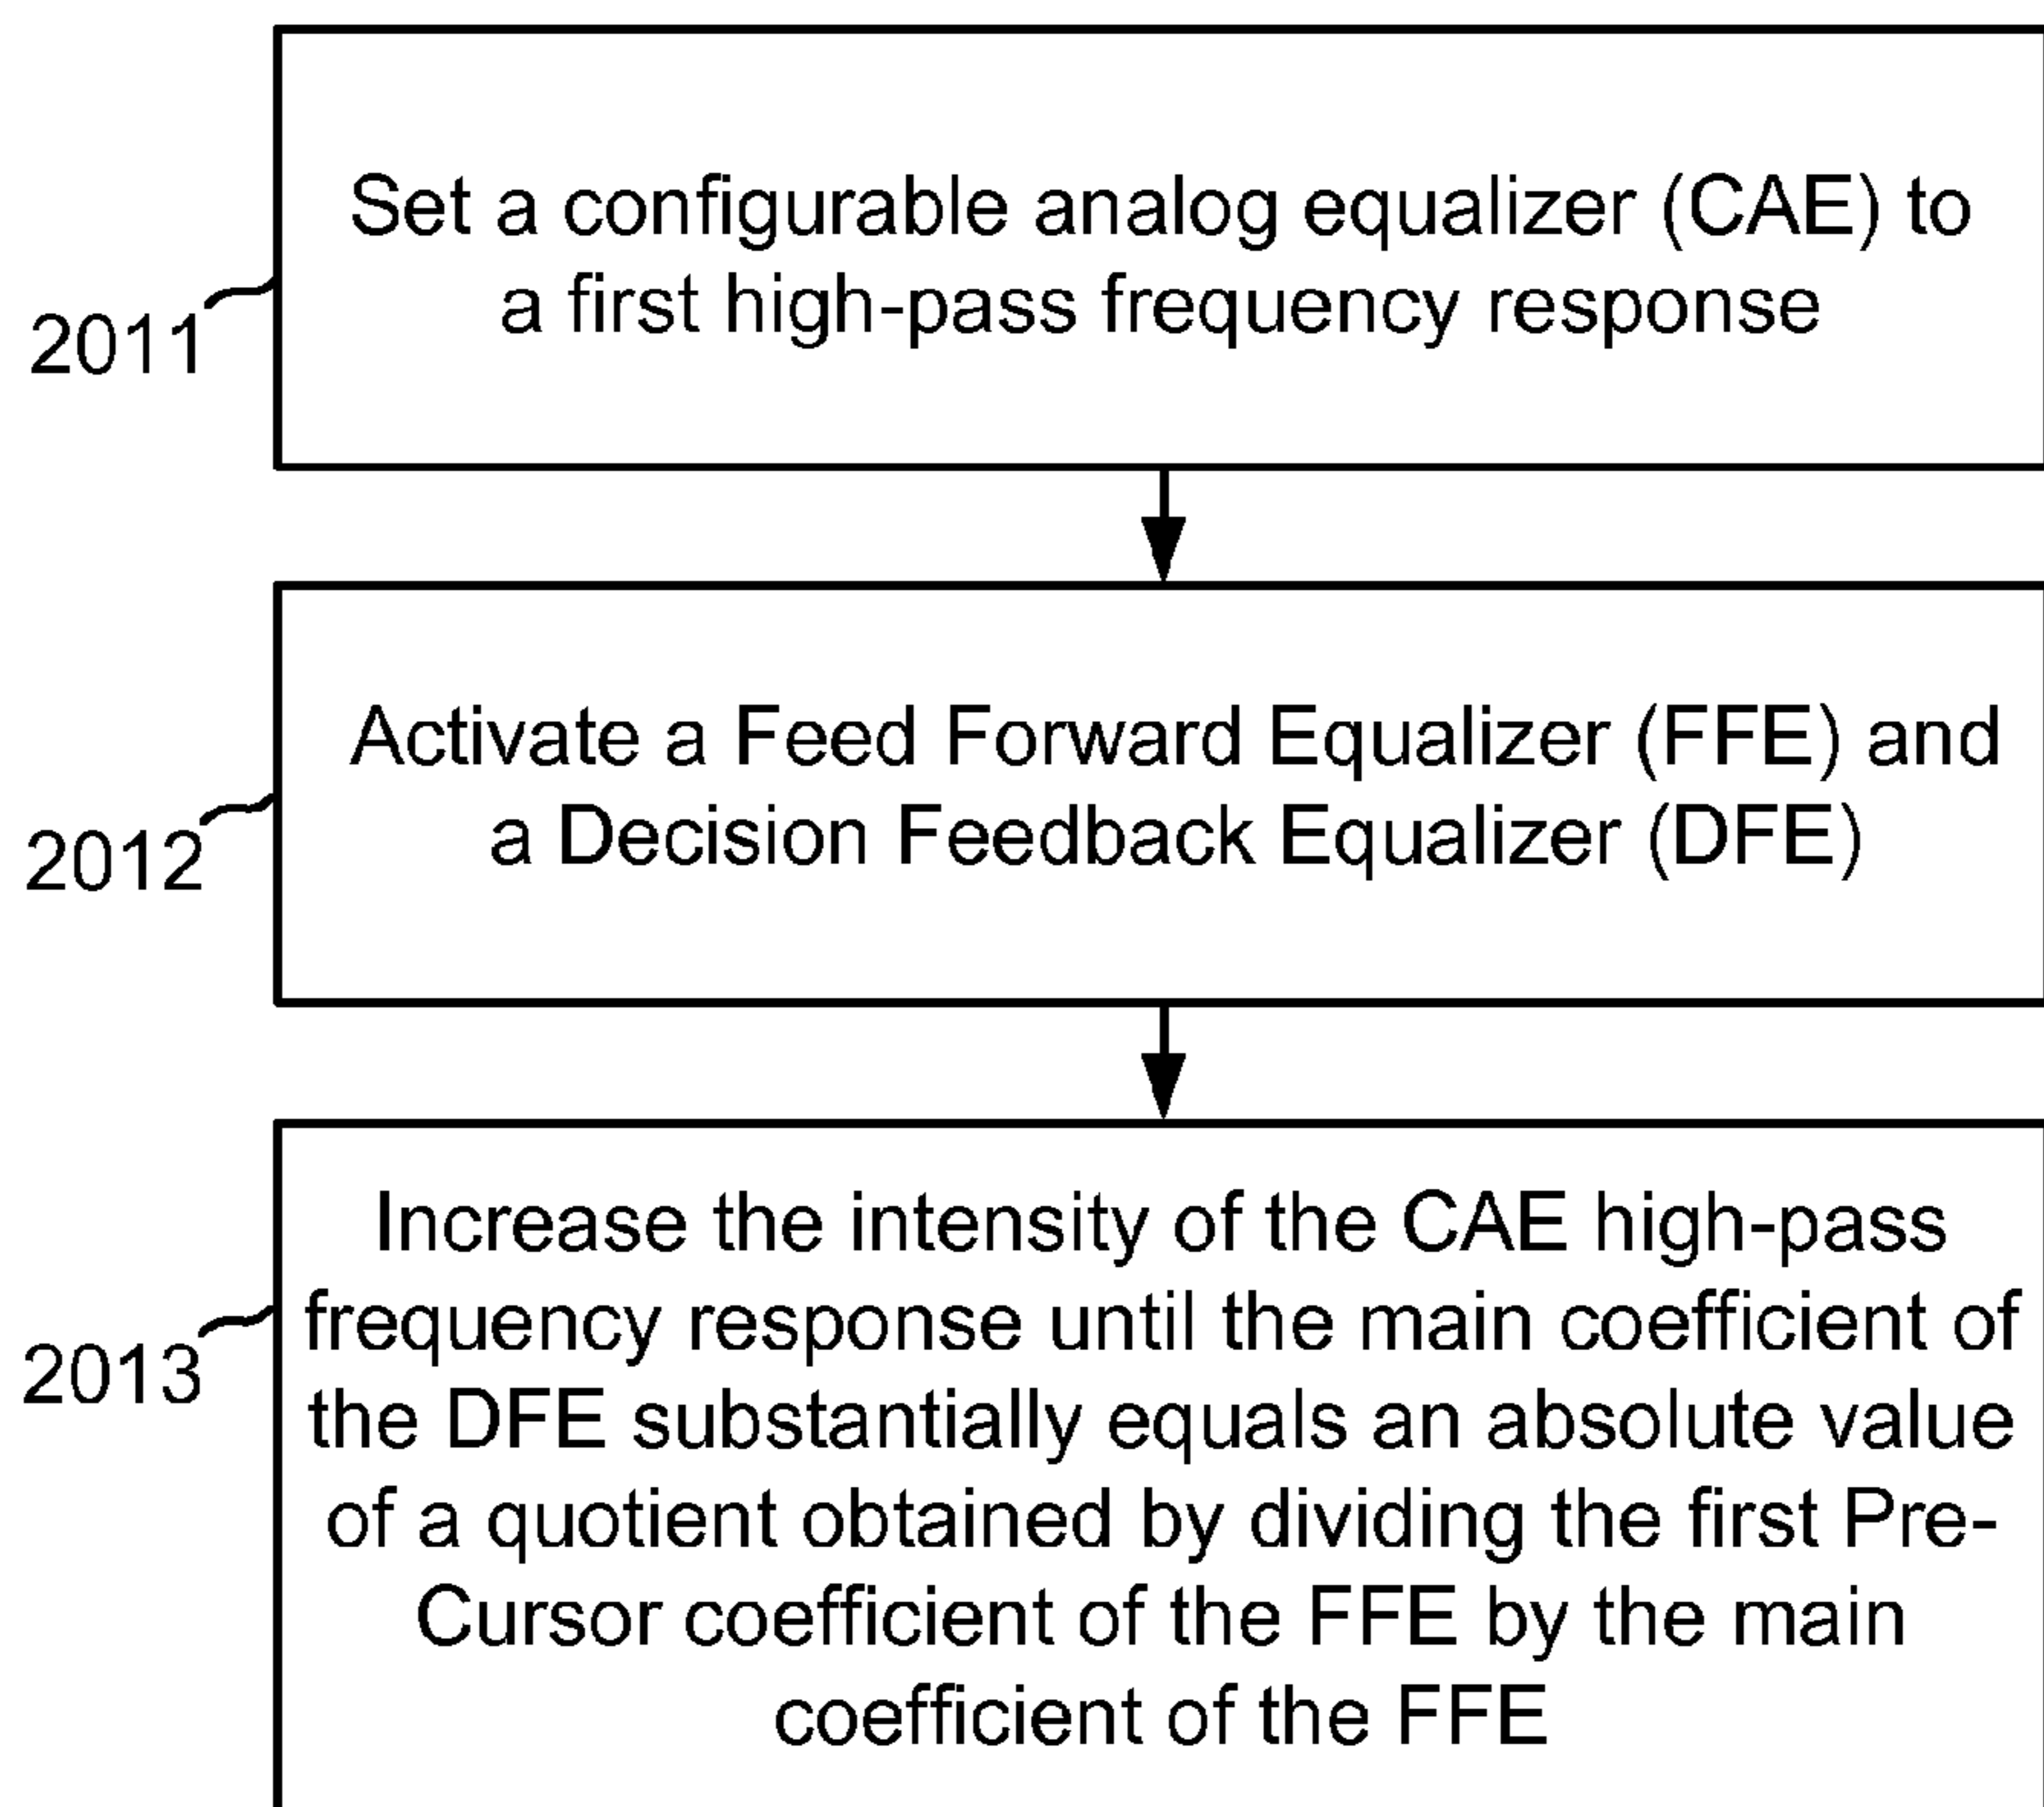 Set a configurable analog equalizer (CAE) to
a first high-pass frequency response
2011
Activate a Feed Forward Equalizer (FFE) and
a Decision Feedback Equalizer (DFE)
2012
Increase the intensity of the CAE high-pass
frequency response until the main coefficient of
the DFE substantially equals an absolute value
of a quotient obtained by dividing the first Pre-
Cursor coefficient of the FFE by the main
coefficient of the FFE
2013